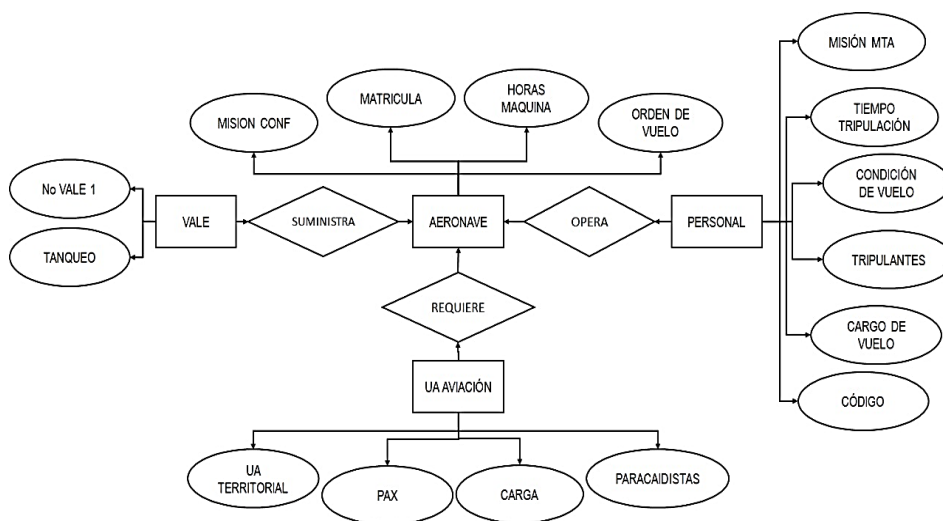 MISIÓN MTA
MATRICULA
HORAS
MAQUINA
MISION CONF
ORDEN DE
VUELO
TIEMPO
TRIPULACIÓN
No VALE 1
CONDICIÓN
DE VUELO
VALE
SUMINISTRA
AERONAVE
OPERA
PERSONAL
TANQUEO
TRIPULANTES
REQUIERE
CARGO DE
VUELO
UA AVIACIÓN
CÓDIGO
UA
TERRITORIAL
PAX
CARGA
PARACAIDISTAS